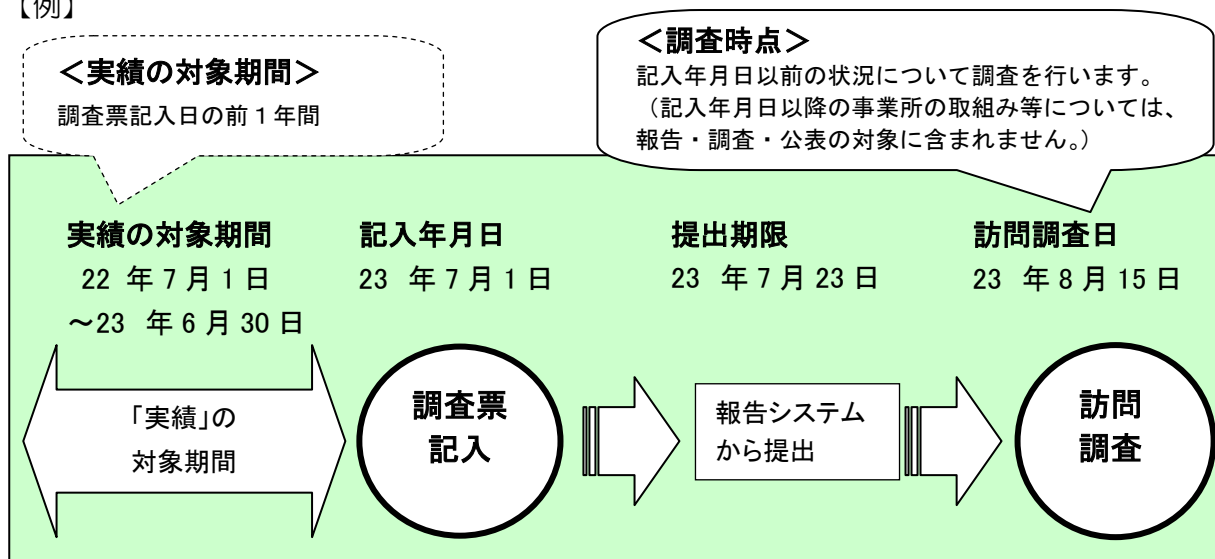 【例】
＜実績の対象期間＞
調査票記入日の前１年間
＜調査時点＞
記入年月日以前の状況について調査を行います。
（記入年月日以降の事業所の取組み等については、
報告・調査・公表の対象に含まれません。）
実績の対象期間
22 年 7 月 1 日
～23 年 6 月 30 日
記入年月日
23 年 7 月 1 日
提出期限
23 年 7 月 23 日
訪問調査日
23 年 8 月 15 日
「実績」の
対象期間
調査票
記入
報告システム
から提出
訪問
調査